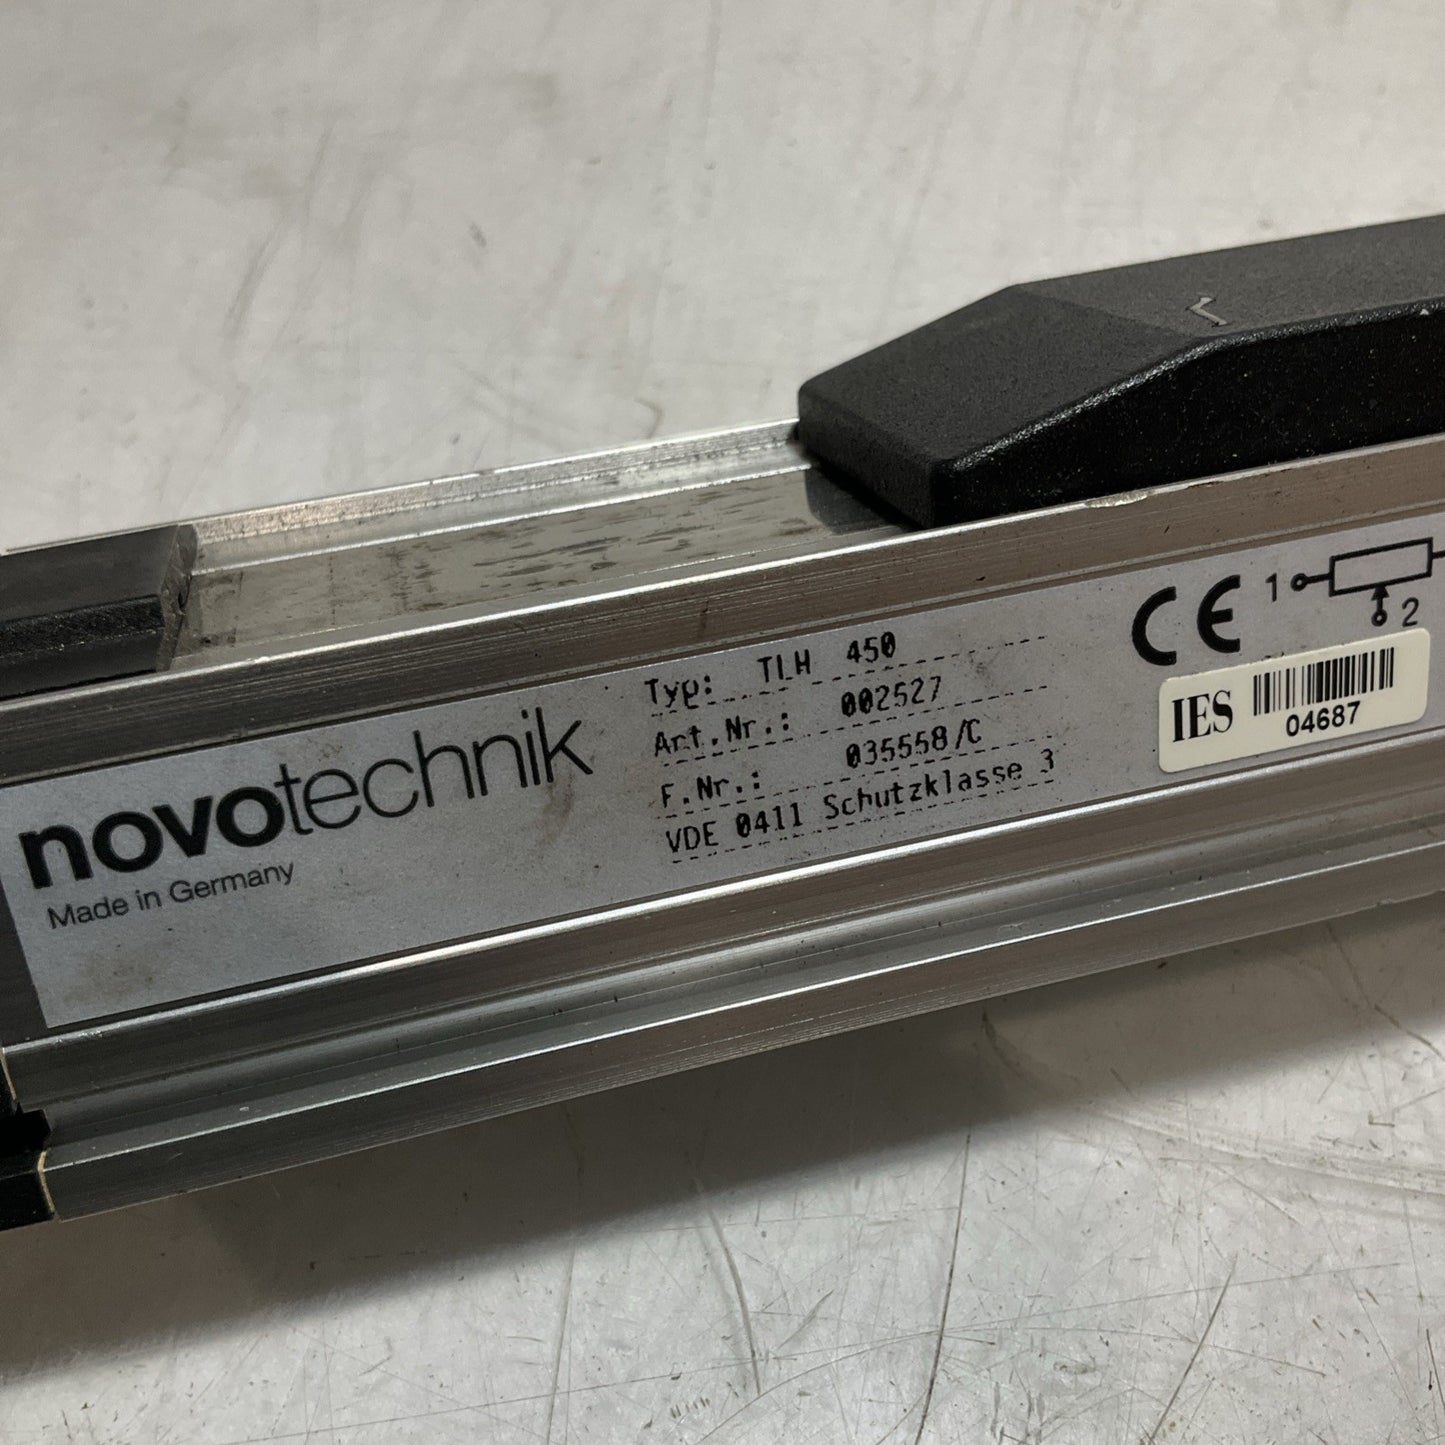 novotechnik
Made in Germany
Typ: TLH 450
Art.Nr.: 002527
F.Nr.: 035558/C
VDE 0411 Schutzklasse 3
CE
1
2
IES
04687